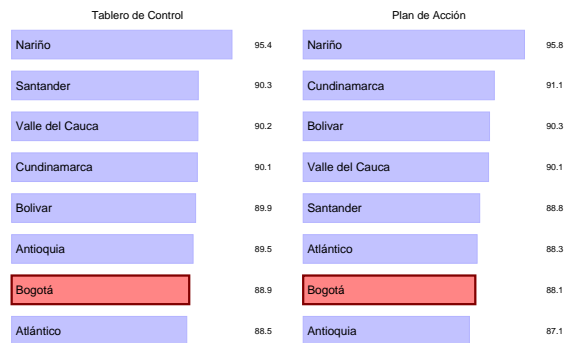 Tablero de Control
Nariño 95.4
Santander 90.3
Valle del Cauca 90.2
Cundinamarca 90.1
Bolivar 89.9
Antioquia 89.5
Bogotá 88.9
Atlántico 88.5
Plan de Acción
Nariño 95.8
Cundinamarca 91.1
Bolivar 90.3
Valle del Cauca 90.1
Santander 88.8
Atlántico 88.3
Bogotá 88.1
Antioquia 87.1